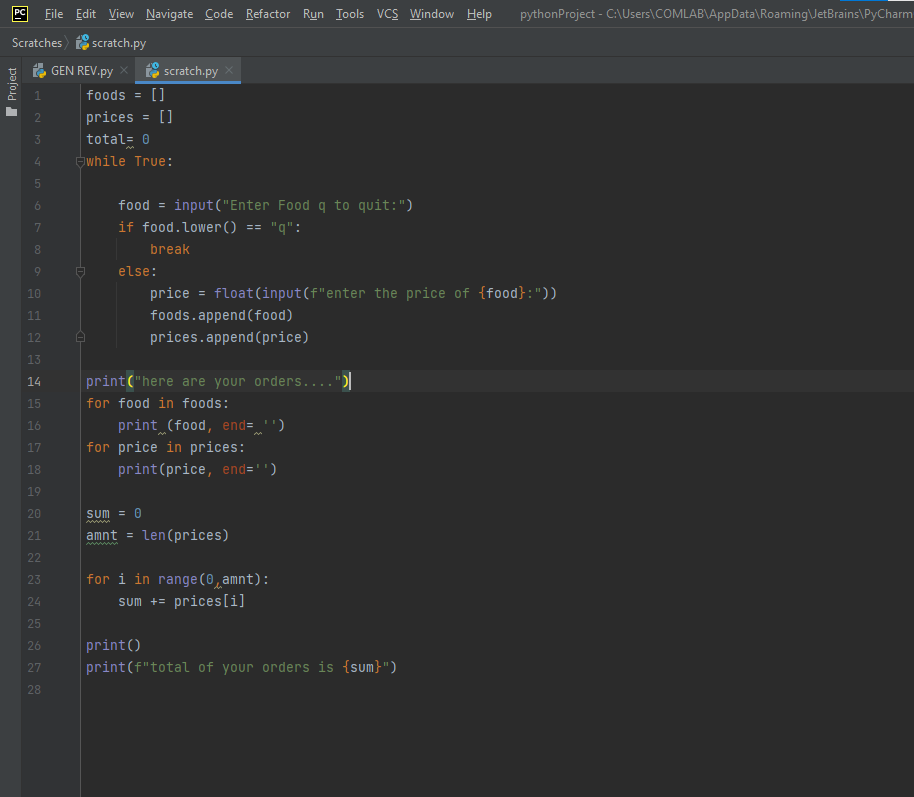 PC File Edit View Navigate Code Refactor Run Tools VCS Window Help pythonProject - C:\Users\COMLAB\AppData\Roaming\JetBrains\PyCharm
Scratches scratch.py
Project
GEN REV.py × scratch.py ×
1 foods = []
2 prices = []
3 total= 0
4 while True:
5
6     food = input("Enter Food q to quit:")
7     if food.lower() == "q":
8         break
9     else:
10         price = float(input(f"enter the price of {food}:"))
11         foods.append(food)
12         prices.append(price)
13
14 print("here are your orders....")
15 for food in foods:
16     print (food, end= '')
17 for price in prices:
18     print(price, end='')
19
20 sum = 0
21 amnt = len(prices)
22
23 for i in range(0,amnt):
24     sum += prices[i]
25
26 print()
27 print(f"total of your orders is {sum}")
28